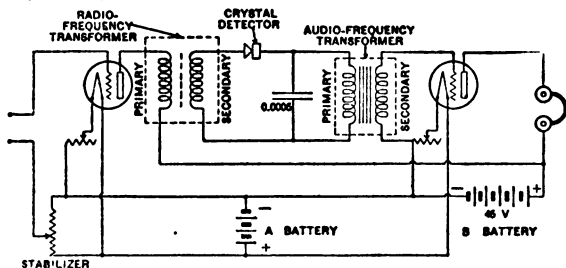 RADIO-
FREQUENCY
TRANSFORMER
CRYSTAL
DETECTOR
AUDIO-FREQUENCY
TRANSFORMER
PRIMARY
SECONDARY
0.0005
PRIMARY
SECONDARY
A BATTERY
45 V
B BATTERY
STABILIZER